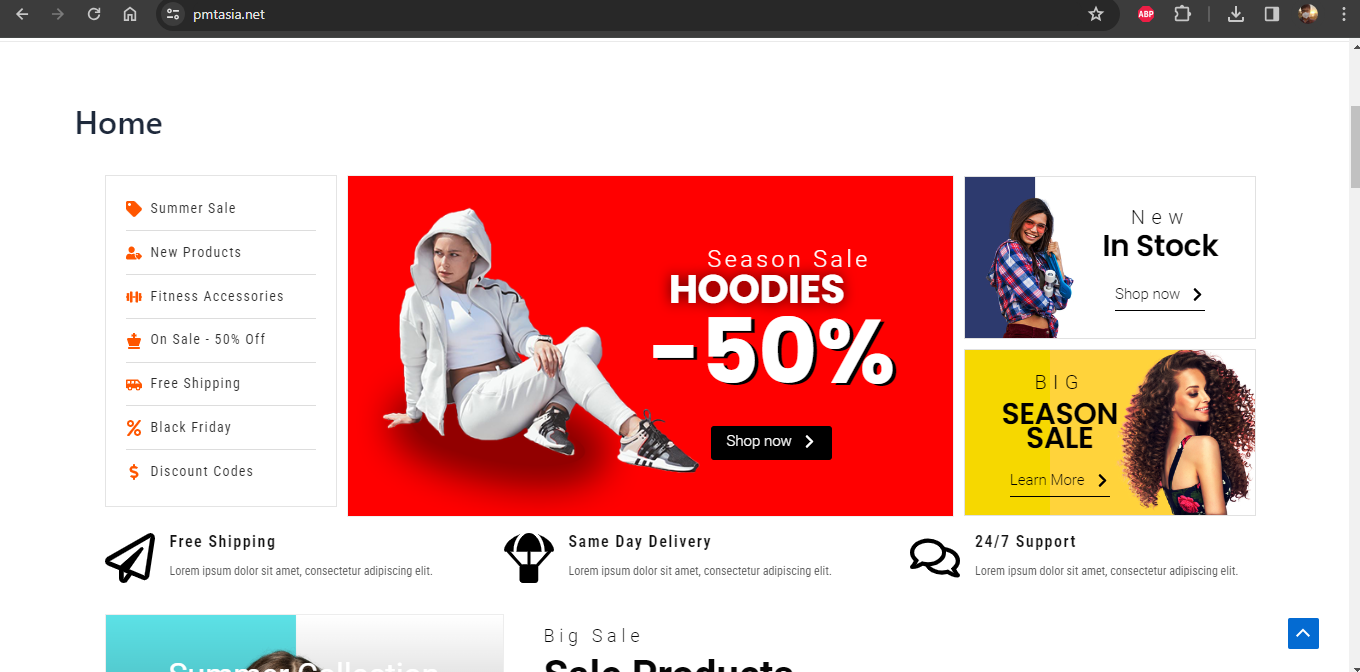 pmtasia.net
ABP
Home
Summer Sale
New Products
Fitness Accessories
On Sale - 50% Off
Free Shipping
Black Friday
Discount Codes
Season Sale
HOODIES
-50%
Shop now
New
In Stock
Shop now
BIG
SEASON
SALE
Learn More
Free Shipping
Lorem ipsum dolor sit amet, consectetur adipiscing elit.
Same Day Delivery
Lorem ipsum dolor sit amet, consectetur adipiscing elit.
24/7 Support
Lorem ipsum dolor sit amet, consectetur adipiscing elit.
Summer Collection
Big Sale
Sale Products